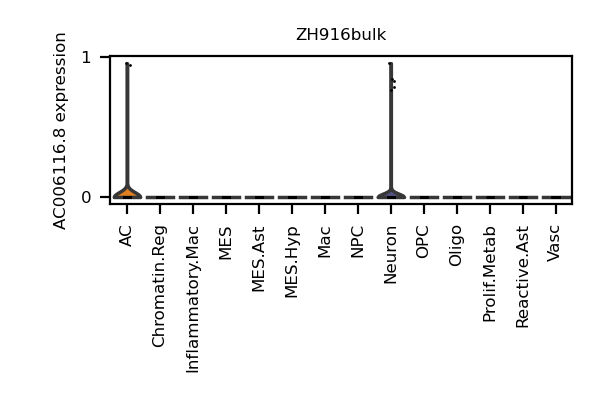 ZH916bulk
AC006116.8 expression
1
0
AC
Chromatin.Reg
Inflammatory.Mac
MES
MES.Ast
MES.Hyp
Mac
NPC
Neuron
OPC
Oligo
Prolif.Metab
Reactive.Ast
Vasc